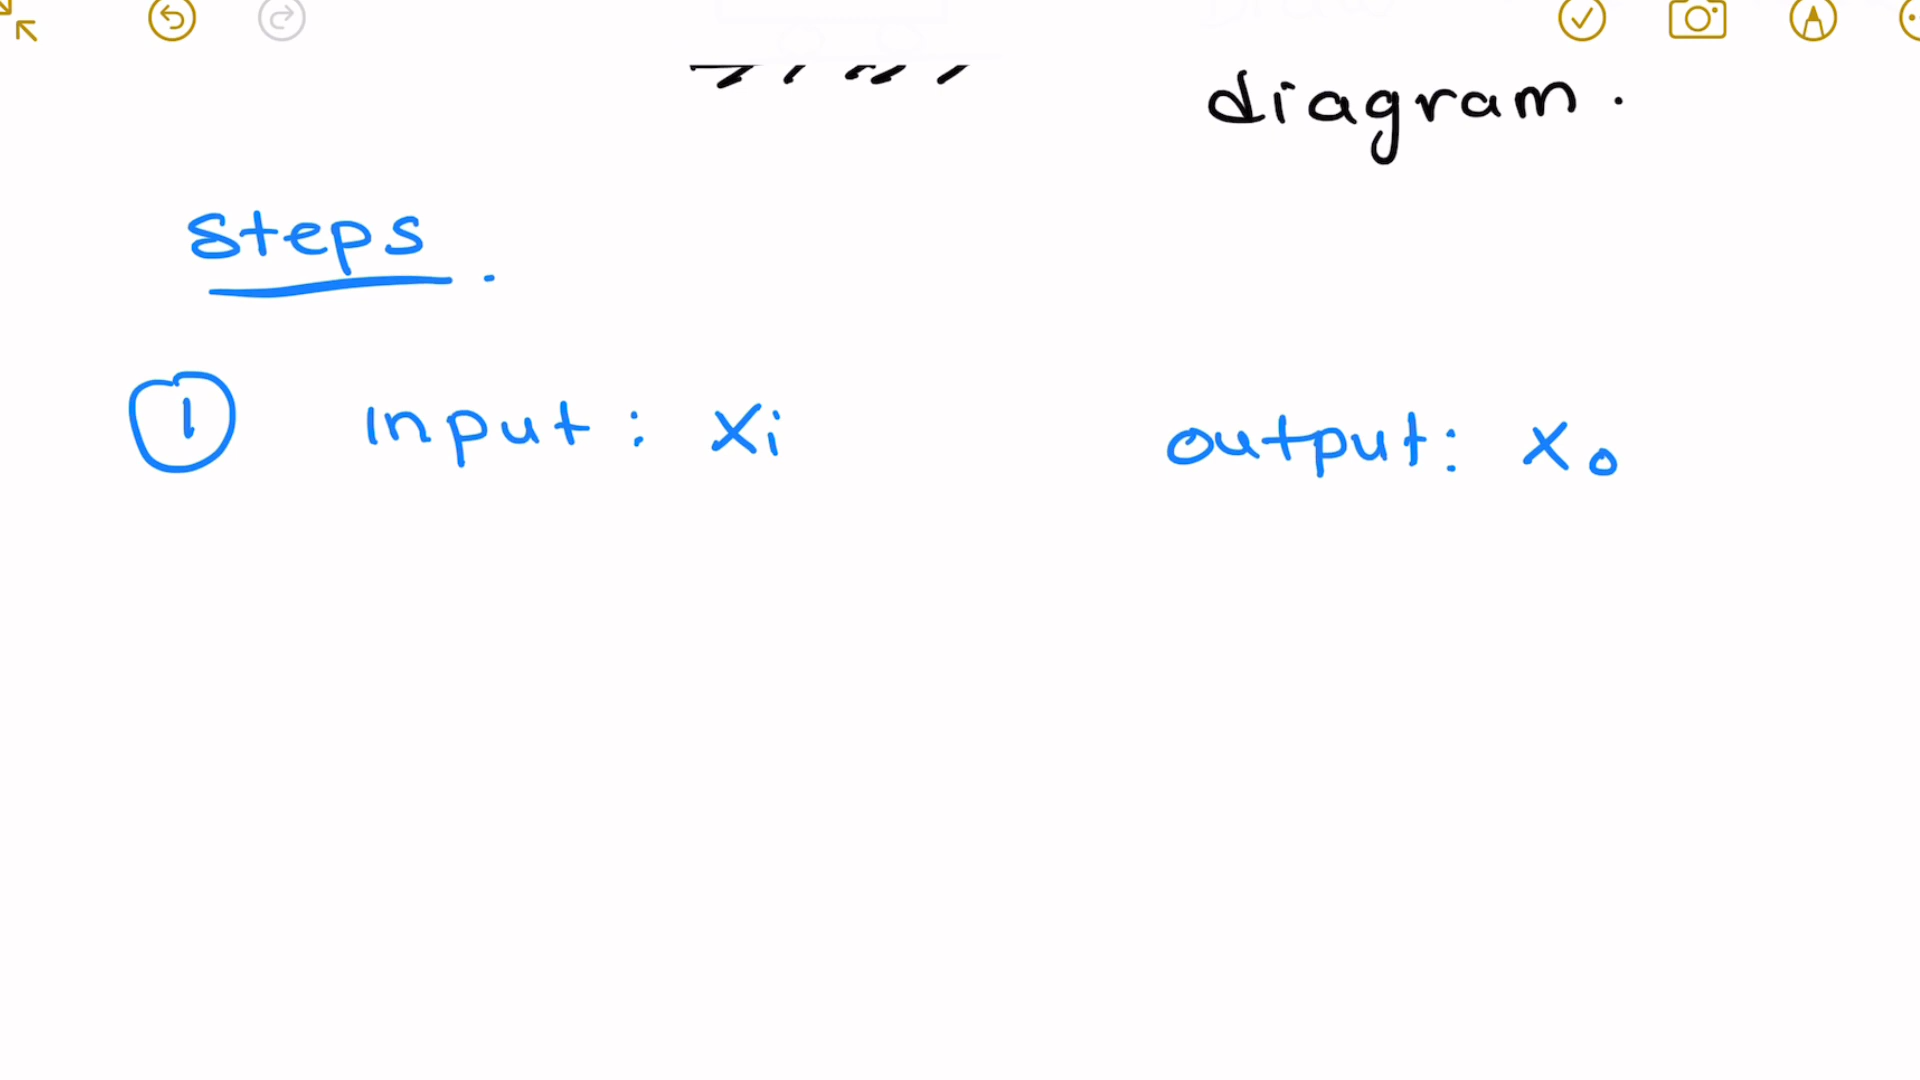 diagram.
Steps.
① Input: xi output: xo